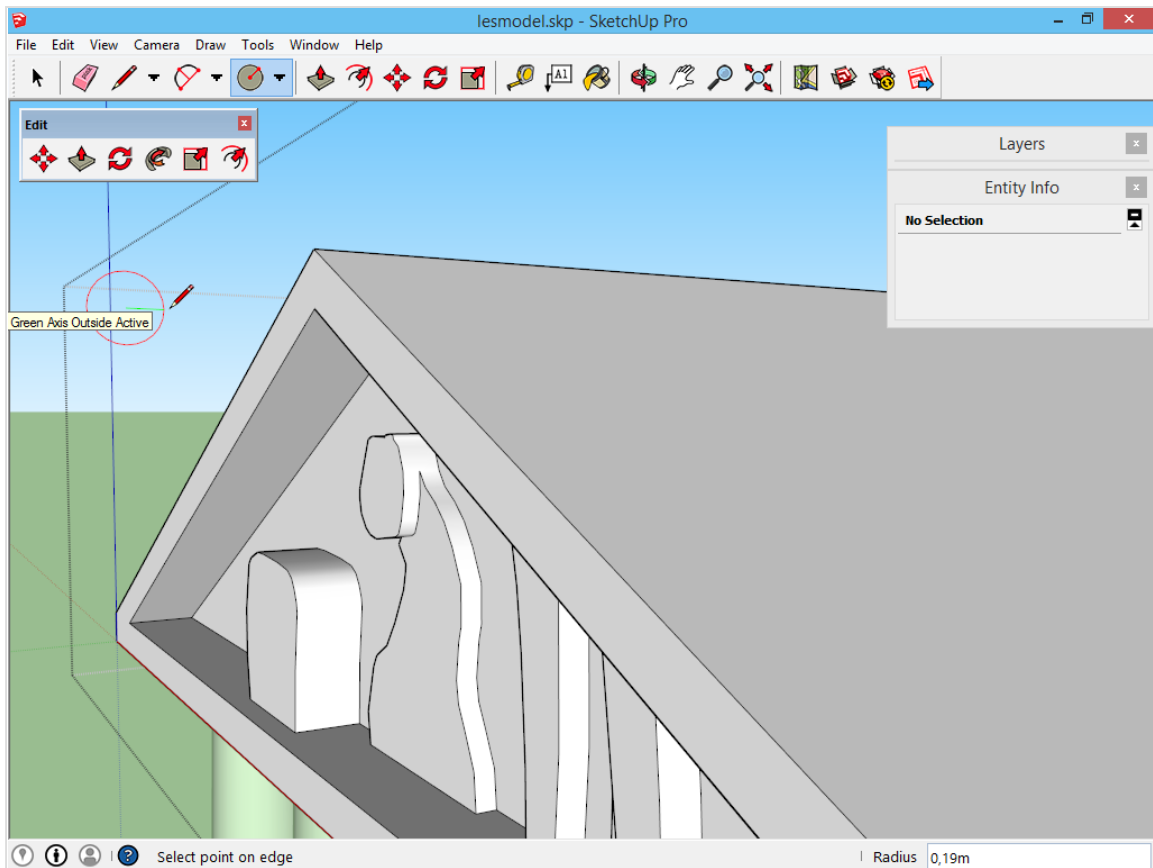 lesmodel.skp - SketchUp Pro
File Edit View Camera Draw Tools Window Help
A1
Edit
Layers
Entity Info
No Selection
Green Axis Outside Active
Select point on edge
Radius 0,19m